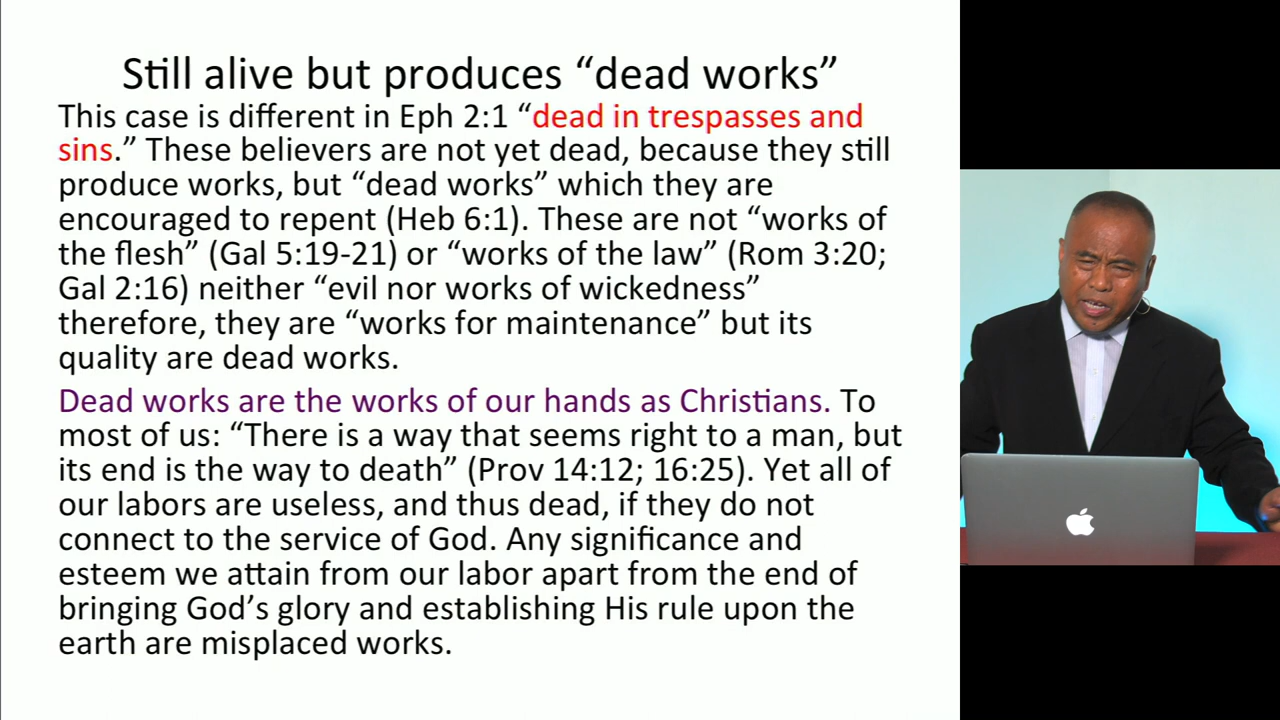 Still alive but produces “dead works”
This case is different in Eph 2:1 “dead in trespasses and
sins.” These believers are not yet dead, because they still
produce works, but “dead works” which they are
encouraged to repent (Heb 6:1). These are not “works of
the flesh” (Gal 5:19-21) or “works of the law” (Rom 3:20;
Gal 2:16) neither “evil nor works of wickedness”
therefore, they are “works for maintenance” but its
quality are dead works.
Dead works are the works of our hands as Christians. To
most of us: “There is a way that seems right to a man, but
its end is the way to death” (Prov 14:12; 16:25). Yet all of
our labors are useless, and thus dead, if they do not
connect to the service of God. Any significance and
esteem we attain from our labor apart from the end of
bringing God’s glory and establishing His rule upon the
earth are misplaced works.